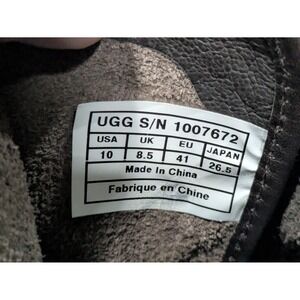 UGG S/N 1007672
USA UK EU JAPAN
10 8.5 41 26.5
Made In China
Fabrique en Chine